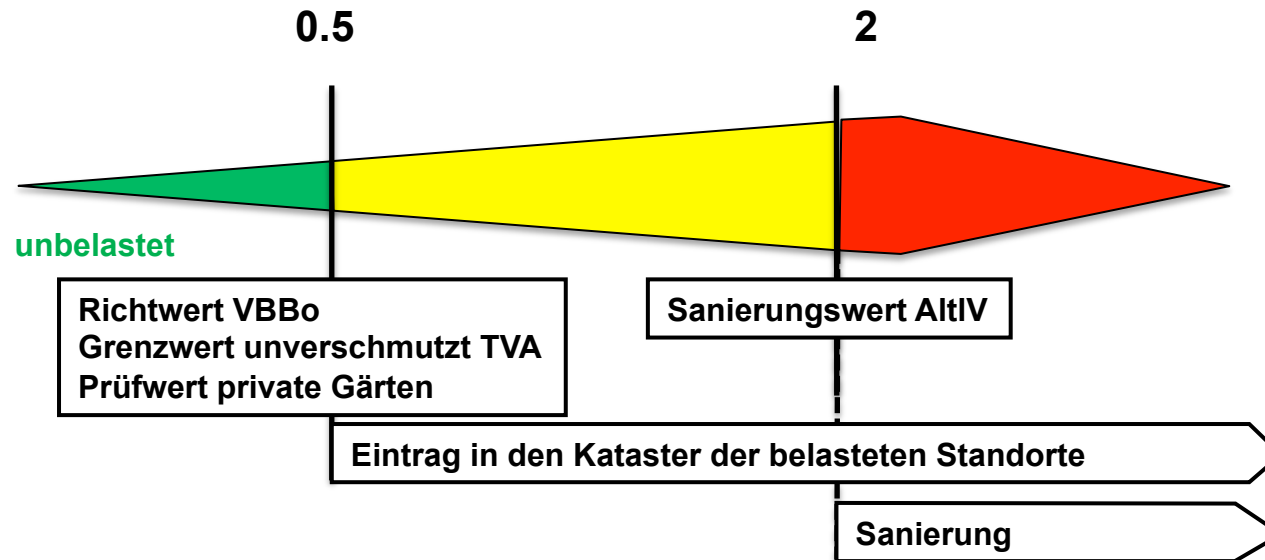 0.5
2
unbelastet
Richtwert VBBo
Grenzwert unverschmutzt TVA
Prüfwert private Gärten
Sanierungswert AltlV
Eintrag in den Kataster der belasteten Standorte
Sanierung